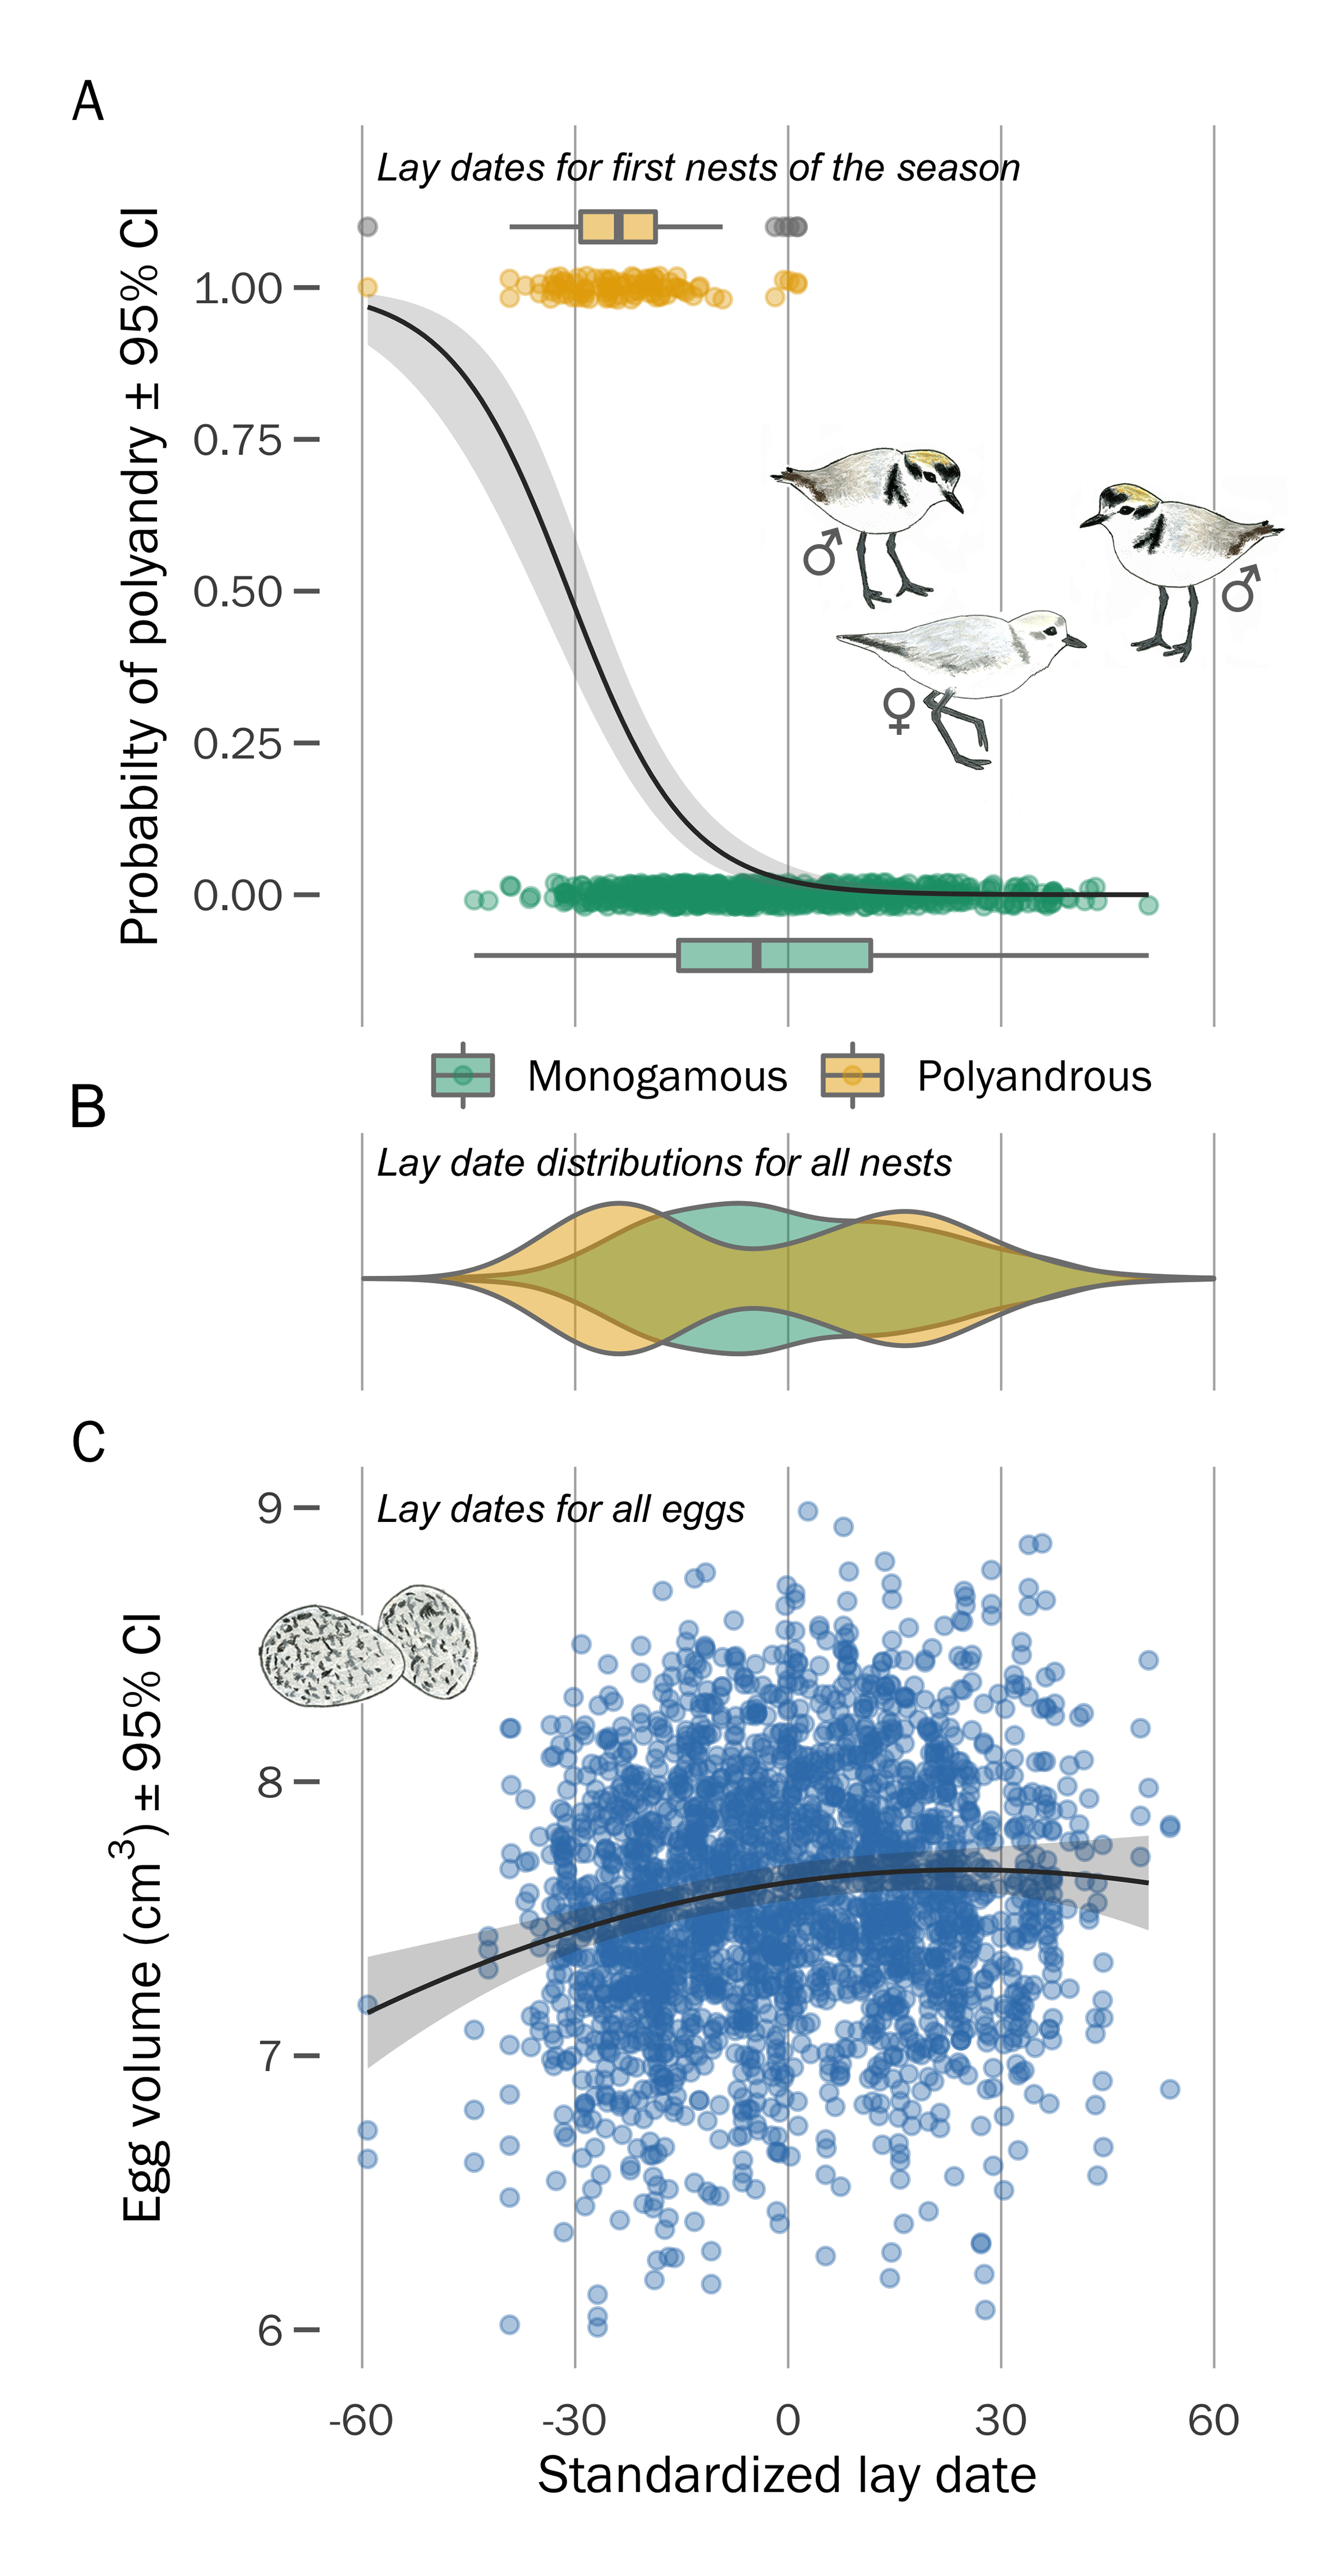 A
Lay dates for first nests of the season
Probabilty of polyandry ± 95% CI
1.00
0.75
♂
0.50
♂
♀
0.25
0.00
Monogamous
Polyandrous
B
Lay date distributions for all nests
C
Lay dates for all eggs
Egg volume (cm³) ± 95% CI
9
8
7
6
-60
-30
0
30
60
Standardized lay date